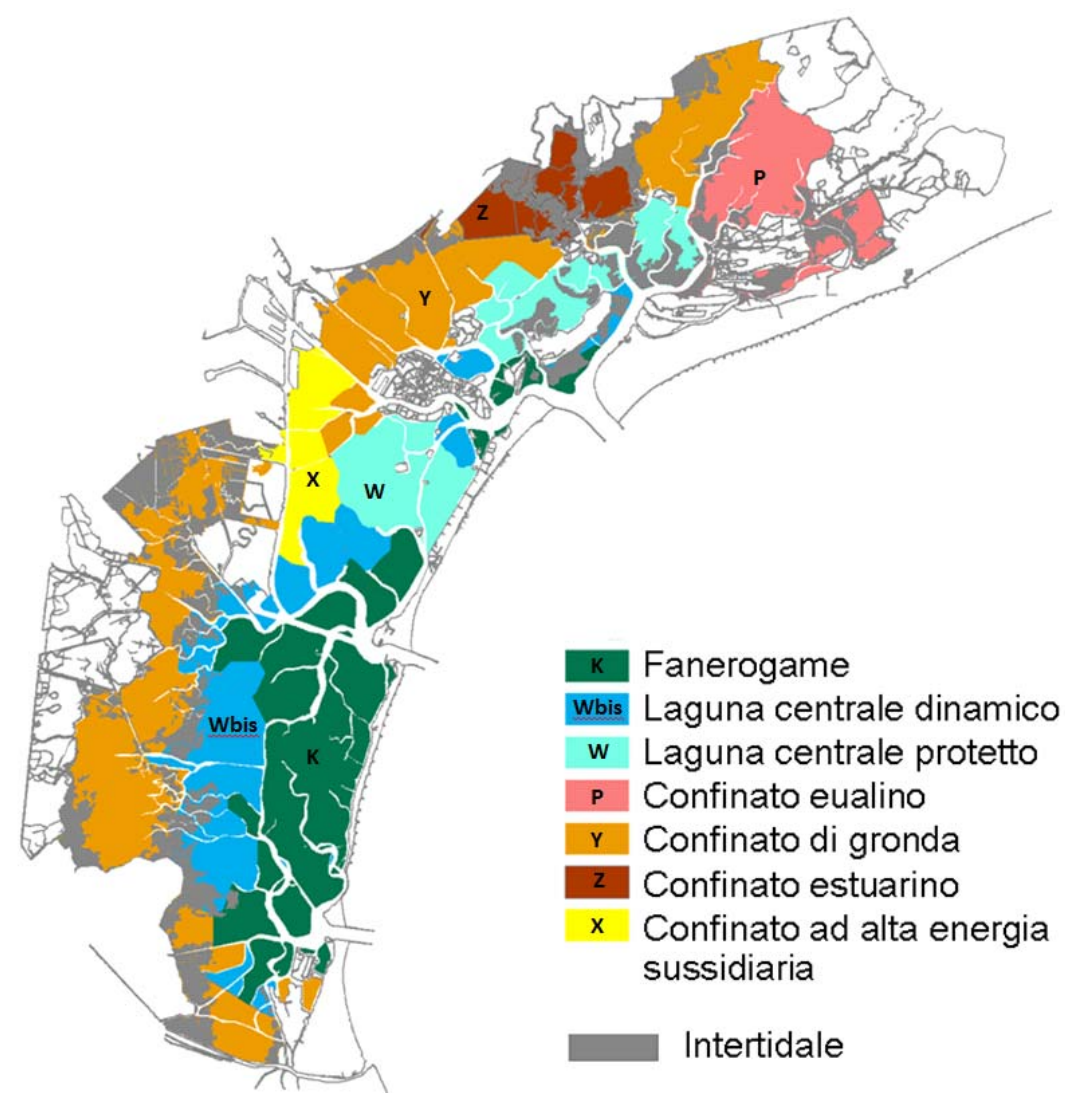 P
Z
Y
X
W
Wbis
K
K Fanerogame
Wbis Laguna centrale dinamico
W Laguna centrale protetto
P Confinato eualino
Y Confinato di gronda
Z Confinato estuarino
X Confinato ad alta energia
sussidiaria
Intertidale